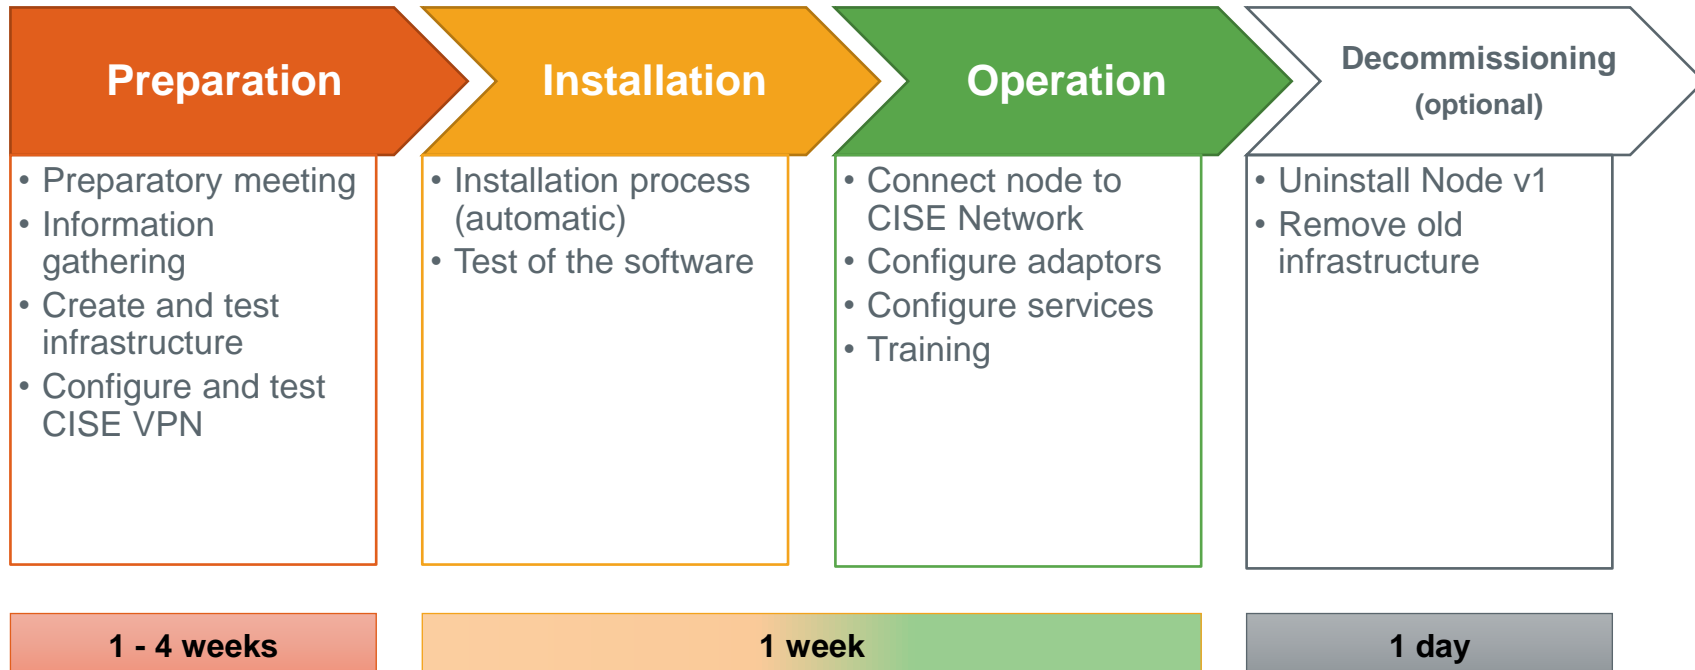 Preparation
Installation
Operation
Decommissioning
(optional)
• Preparatory meeting
• Information
gathering
• Create and test
infrastructure
• Configure and test
CISE VPN
• Installation process
(automatic)
• Test of the software
• Connect node to
CISE Network
• Configure adaptors
• Configure services
• Training
• Uninstall Node v1
• Remove old
infrastructure
1 - 4 weeks
1 week
1 day